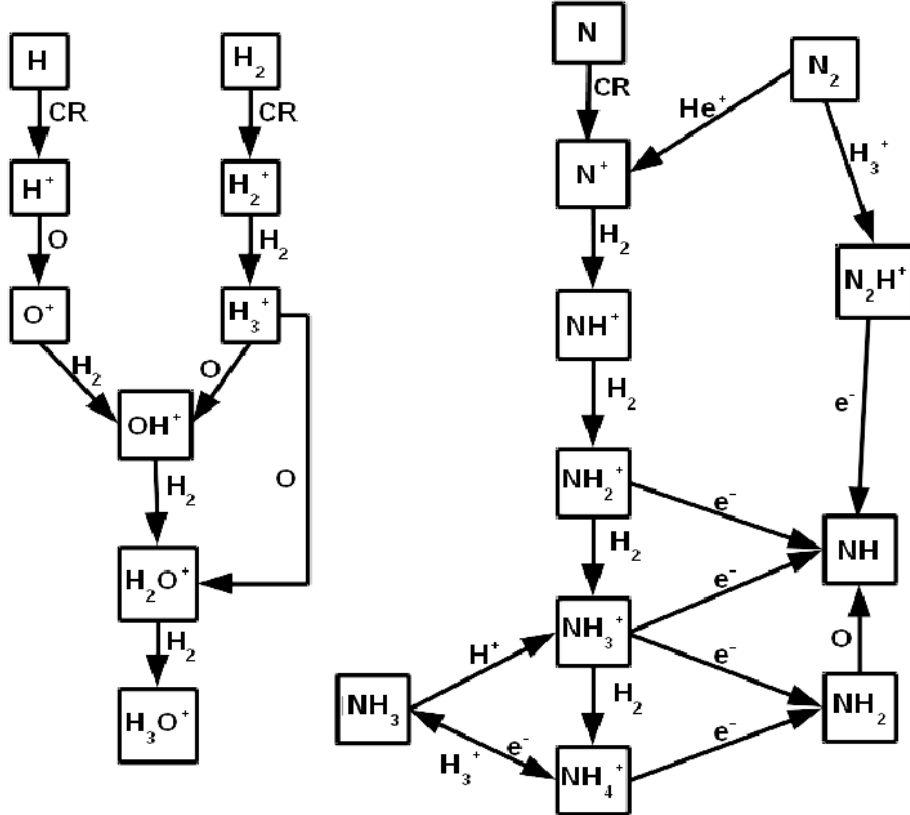 H
CR
H⁺
O
O⁺
H₂
H₂
CR
H₂⁺
H₂
H₃⁺
O
O
OH⁺
H₂
H₂O⁺
H₂
H₃O⁺
N
CR
N₂
He⁺
H₃⁺
N⁺
H₂
N₂H⁺
NH⁺
H₂
e⁻
NH₂⁺
e⁻
H₂
NH
e⁻
NH₃⁺
H⁺
e⁻
O
NH₃
H₂
NH₂
e⁻
e⁻
H₃⁺
NH₄⁺